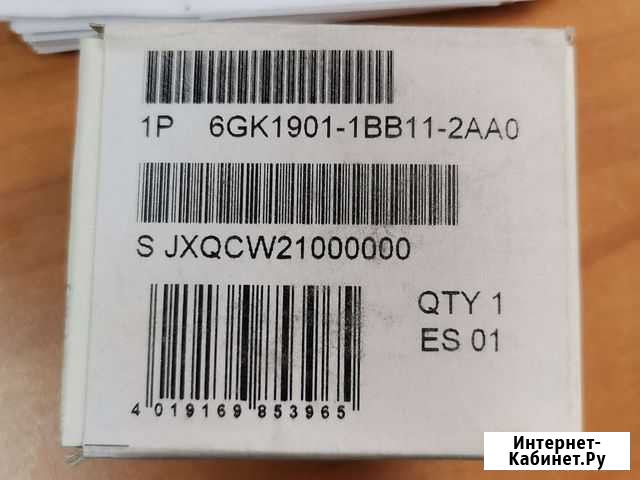 1P 6GK1901-1BB11-2AA0
S JXQCW21000000
QTY 1
ES 01
4 019169 853965
Интернет-
Кабинет.Ру